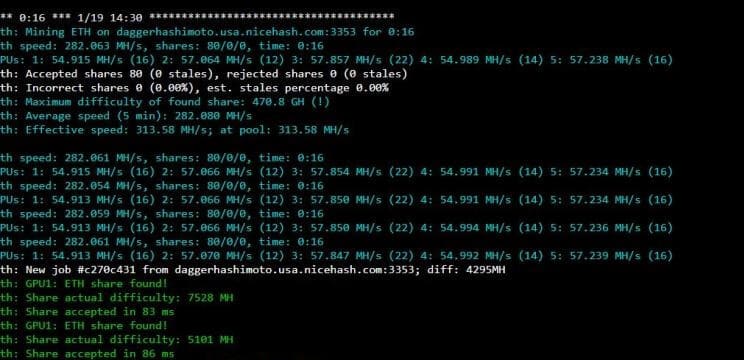 ** 0:16 *** 1/19 14:30 **************************************
th: Mining ETH on daggerhashimoto.usa.nicehash.com:3353 for 0:16
th speed: 282.063 MH/s, shares: 80/0/0, time: 0:16
PUs: 1: 54.915 MH/s (16) 2: 57.064 MH/s (12) 3: 57.857 MH/s (22) 4: 54.989 MH/s (14) 5: 57.238 MH/s (16)
th: Accepted shares 80 (0 stales), rejected shares 0 (0 stales)
th: Incorrect shares 0 (0.00%), est. stales percentage 0.00%
th: Maximum difficulty of found share: 470.8 GH (!)
th: Average speed (5 min): 282.080 MH/s
th: Effective speed: 313.58 MH/s; at pool: 313.58 MH/s
th speed: 282.061 MH/s, shares: 80/0/0, time: 0:16
PUs: 1: 54.915 MH/s (16) 2: 57.066 MH/s (12) 3: 57.854 MH/s (22) 4: 54.991 MH/s (14) 5: 57.234 MH/s (16)
th speed: 282.054 MH/s, shares: 80/0/0, time: 0:16
PUs: 1: 54.913 MH/s (16) 2: 57.066 MH/s (12) 3: 57.850 MH/s (22) 4: 54.991 MH/s (14) 5: 57.234 MH/s (16)
th speed: 282.059 MH/s, shares: 80/0/0, time: 0:16
PUs: 1: 54.913 MH/s (16) 2: 57.066 MH/s (12) 3: 57.850 MH/s (22) 4: 54.994 MH/s (14) 5: 57.236 MH/s (16)
th speed: 282.061 MH/s, shares: 80/0/0, time: 0:16
PUs: 1: 54.913 MH/s (16) 2: 57.070 MH/s (12) 3: 57.847 MH/s (22) 4: 54.992 MH/s (14) 5: 57.239 MH/s (16)
th: New job #c270c431 from daggerhashimoto.usa.nicehash.com:3353; diff: 4295MH
th: GPU1: ETH share found!
th: Share actual difficulty: 7528 MH
th: Share accepted in 83 ms
th: GPU1: ETH share found!
th: Share actual difficulty: 5101 MH
th: Share accepted in 86 ms